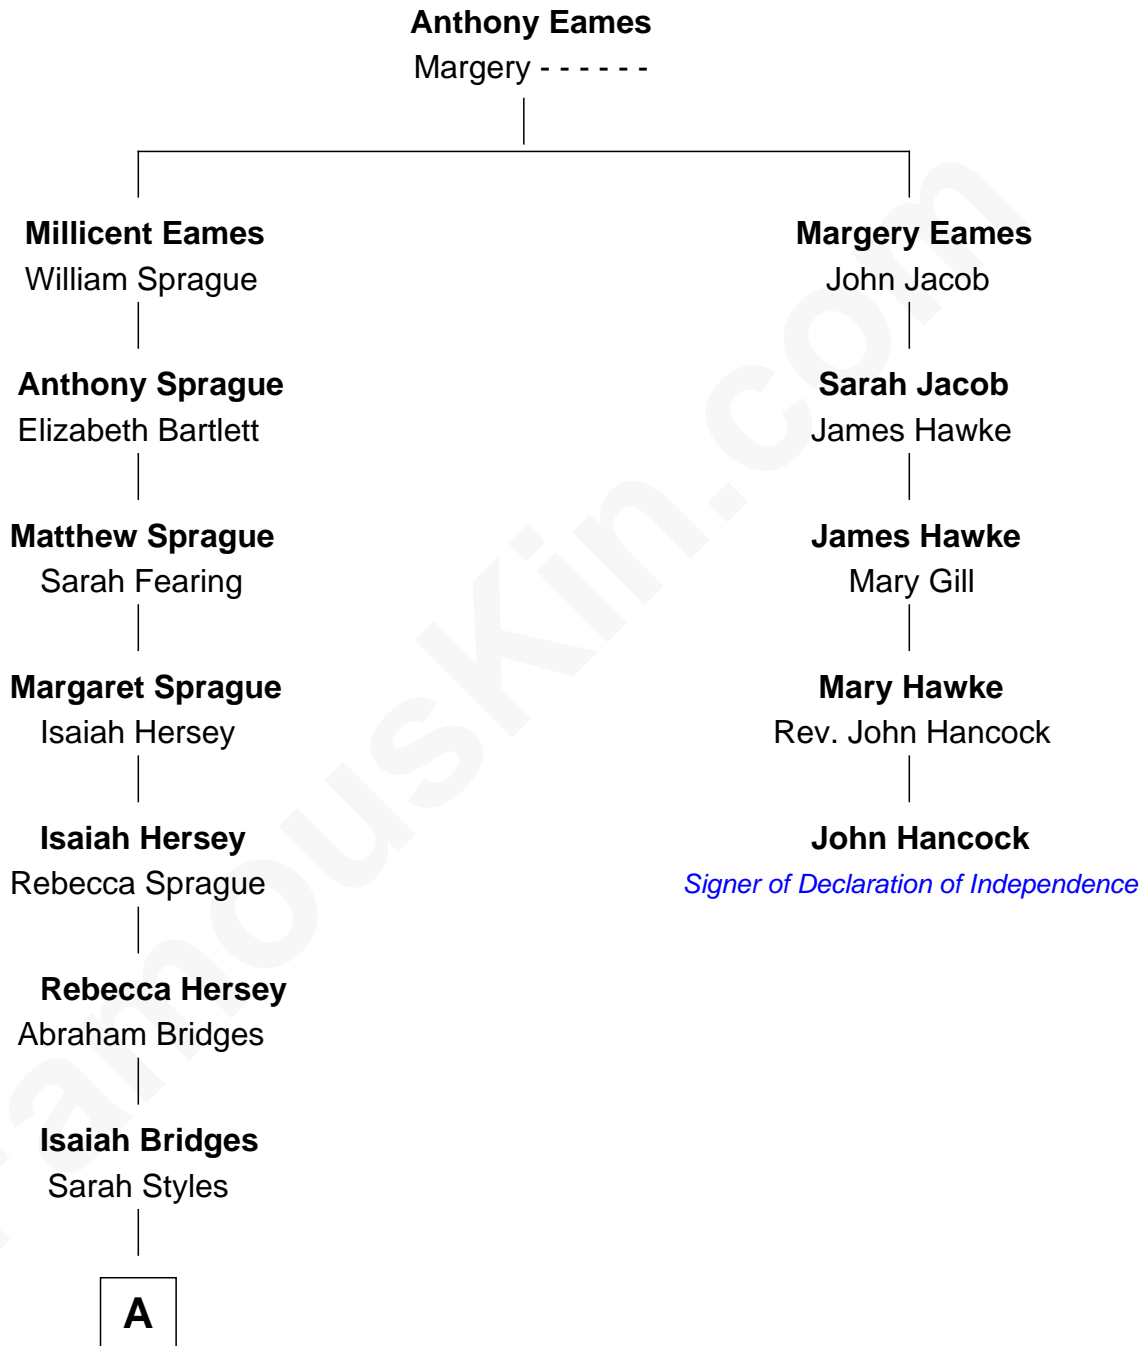 Anthony Eames
Margery - - - - - -
Millicent Eames
William Sprague
Margery Eames
John Jacob
Anthony Sprague
Elizabeth Bartlett
Sarah Jacob
James Hawke
Matthew Sprague
Sarah Fearing
James Hawke
Mary Gill
Margaret Sprague
Isaiah Hersey
Mary Hawke
Rev. John Hancock
Isaiah Hersey
Rebecca Sprague
John Hancock
Signer of Declaration of Independence
Rebecca Hersey
Abraham Bridges
Isaiah Bridges
Sarah Styles
A
FamousKin.com